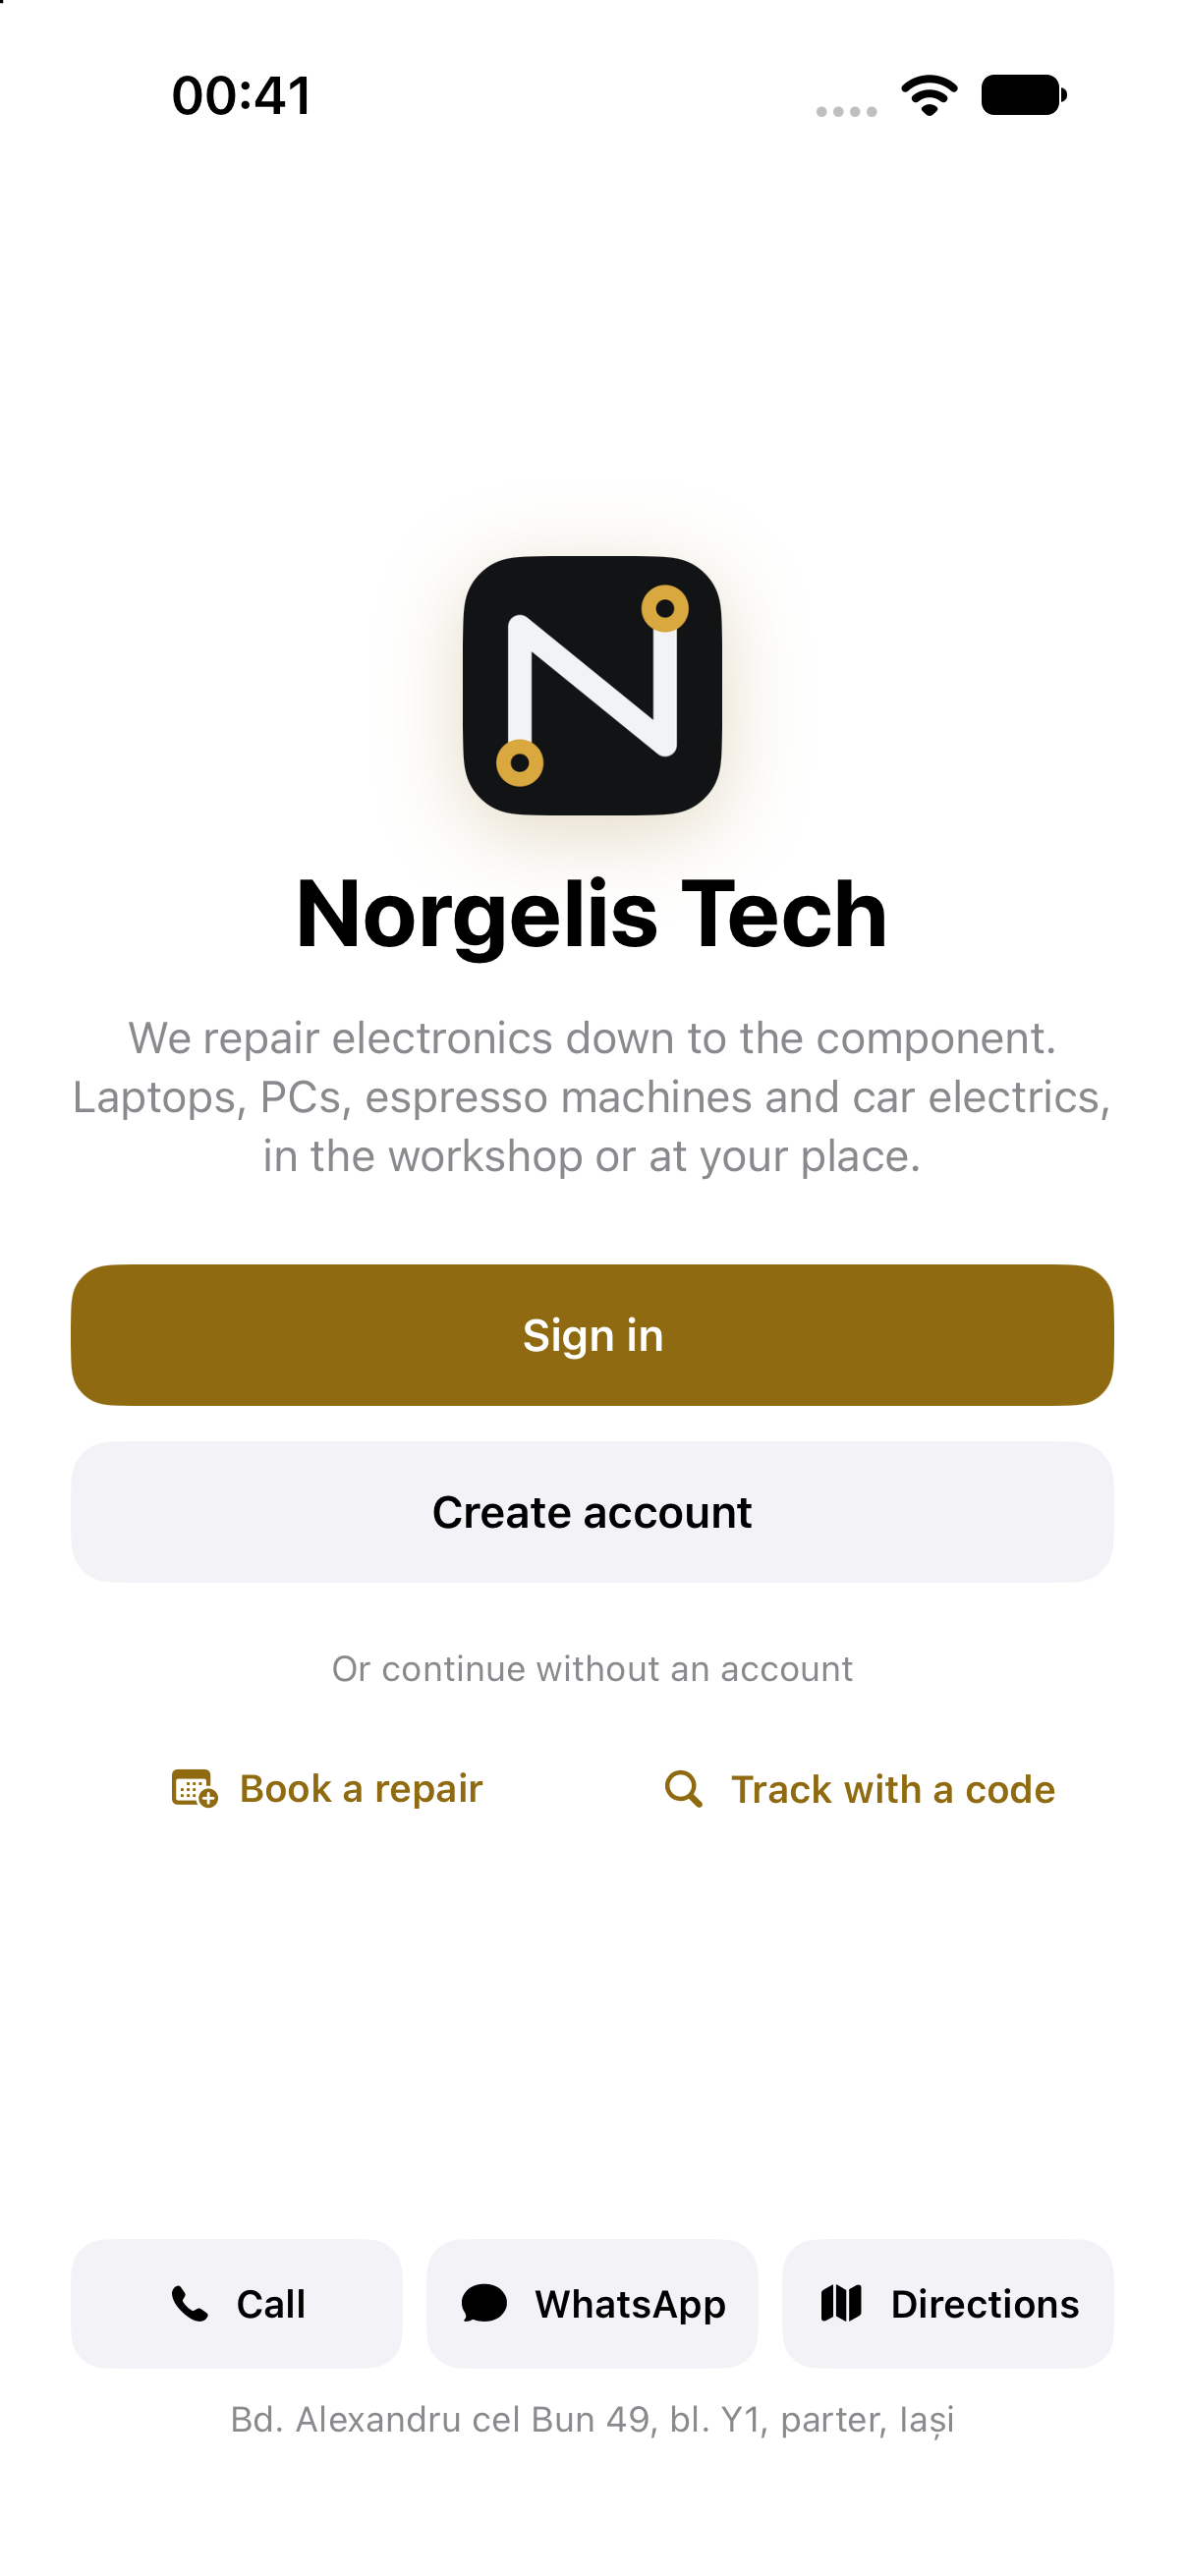 00:41
Norgelis Tech
We repair electronics down to the component.
Laptops, PCs, espresso machines and car electrics,
in the workshop or at your place.
Sign in
Create account
Or continue without an account
Book a repair
Track with a code
Call
WhatsApp
Directions
Bd. Alexandru cel Bun 49, bl. Y1, parter, Iași